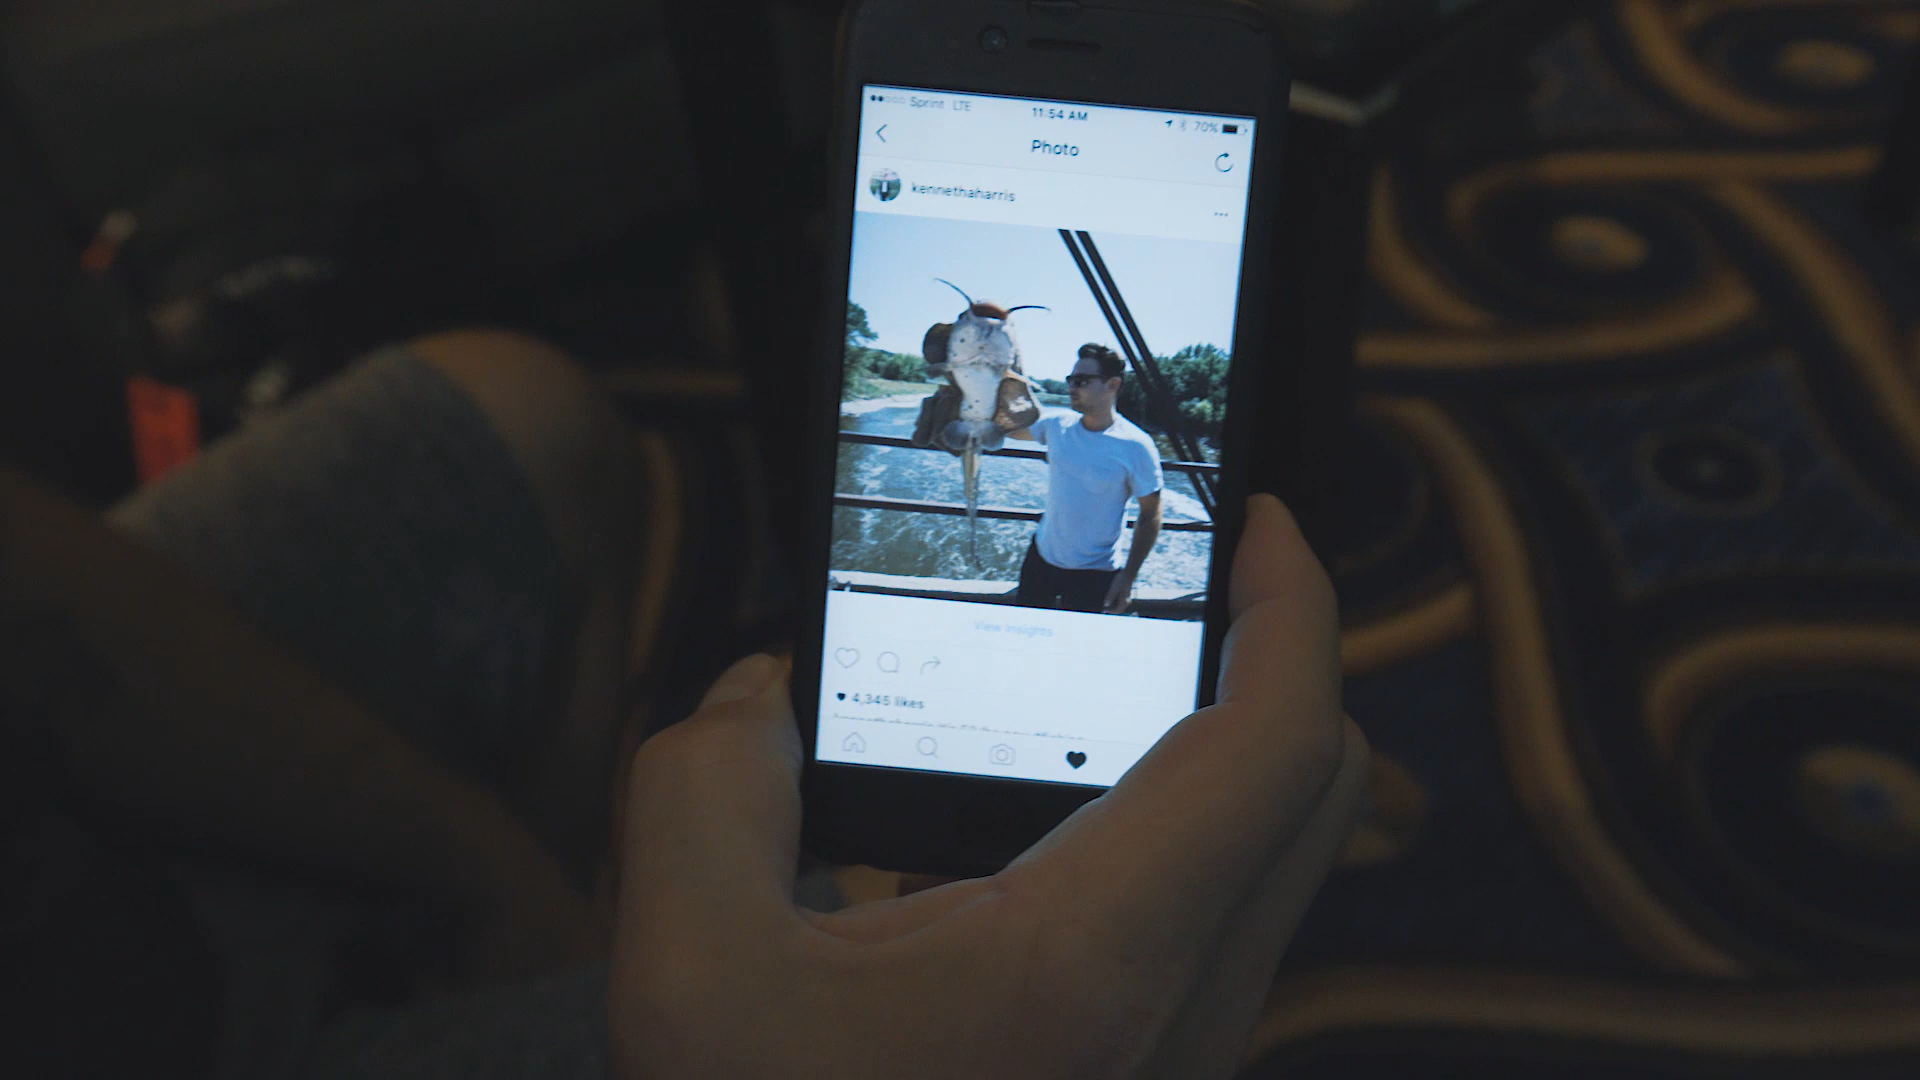 Sprint LTE 11:54 AM 70%
Photo
kennethaharris
View Insights
4,345 likes